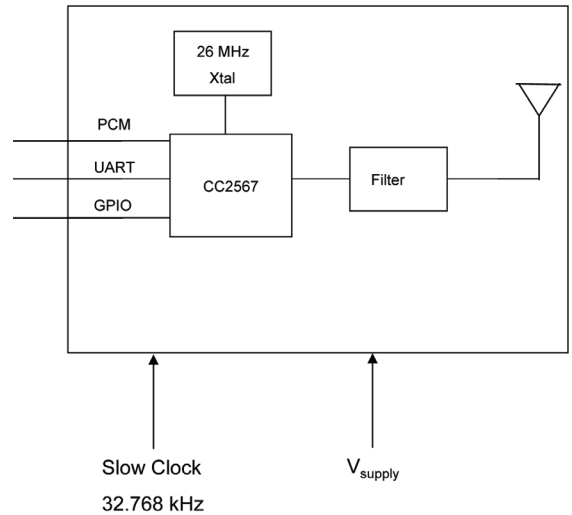 26 MHz
Xtal
PCM
UART
GPIO
CC2567
Filter
Slow Clock
32.768 kHz
Vsupply